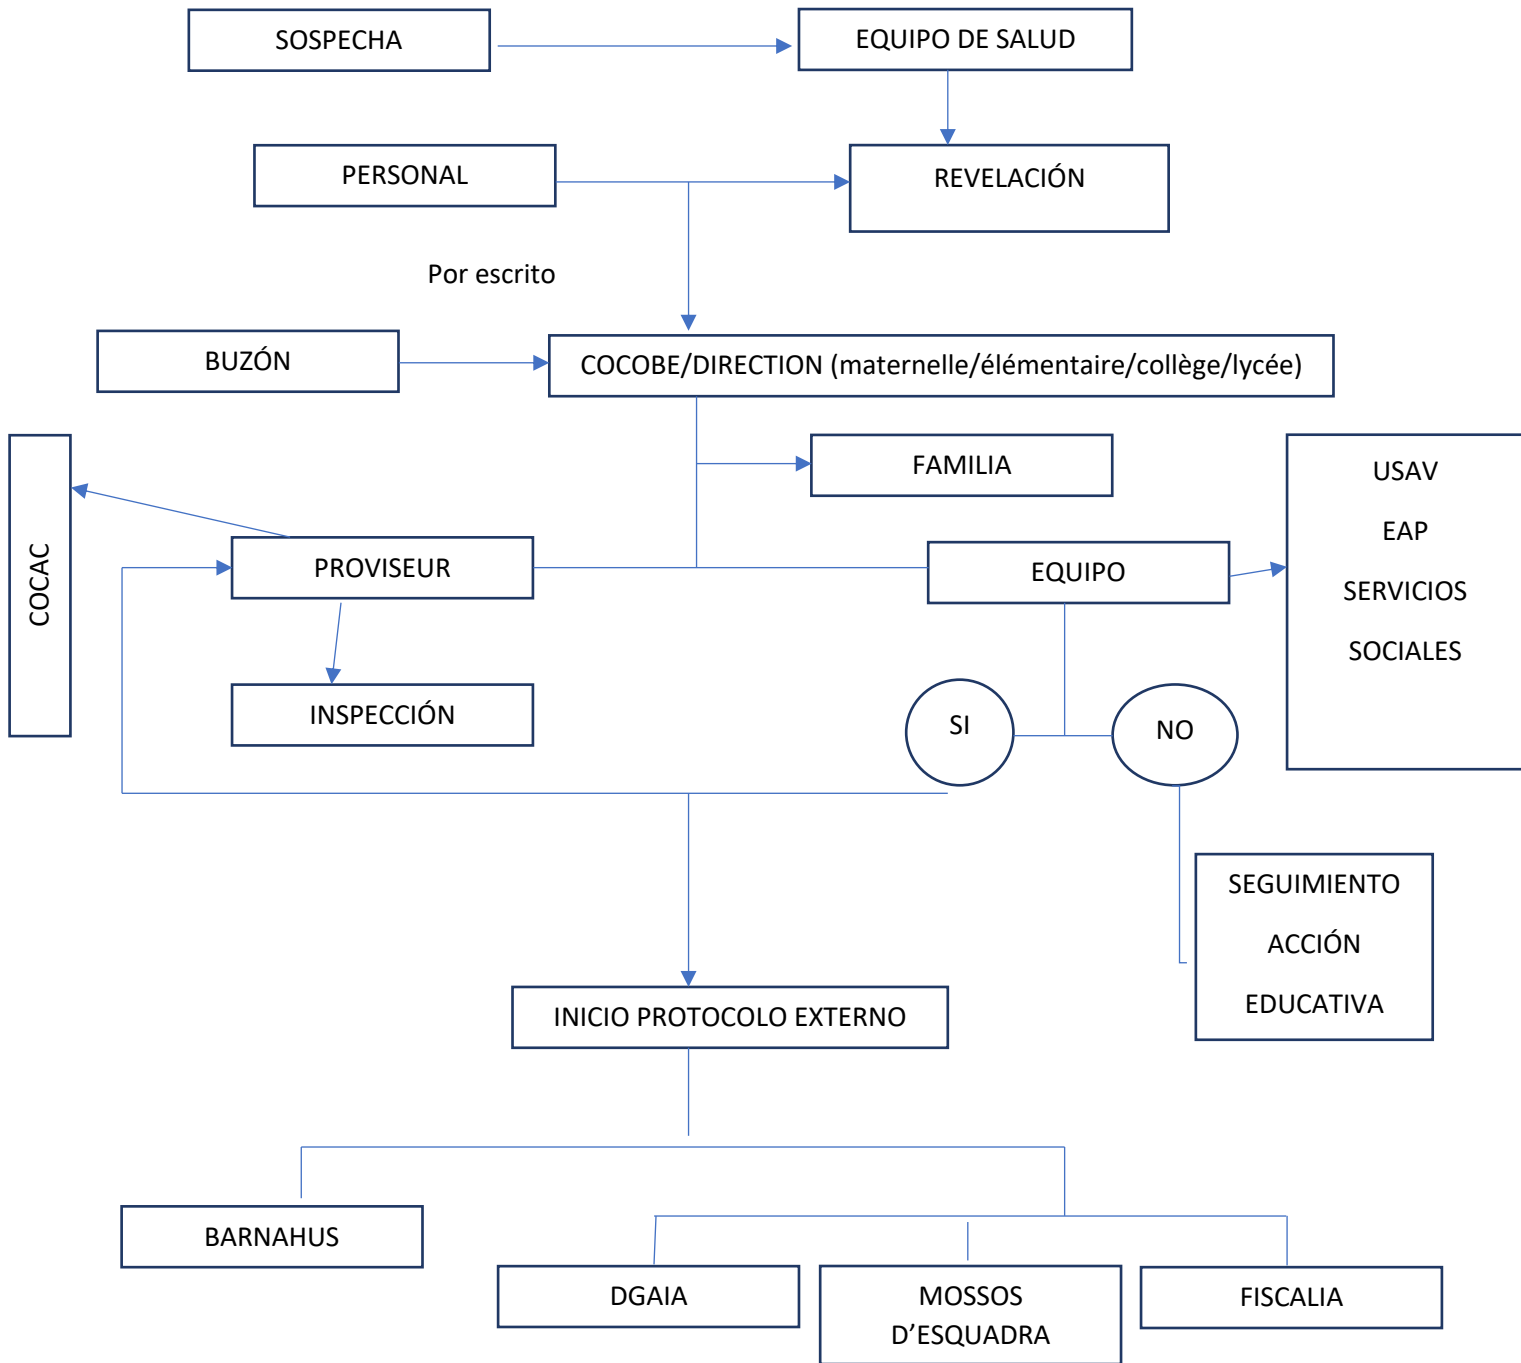 SOSPECHA
EQUIPO DE SALUD
PERSONAL
REVELACIÓN
Por escrito
BUZÓN
COCOBE/DIRECTION (maternelle/élémentaire/collège/lycée)
FAMILIA
COCAC
USAV
EAP
SERVICIOS
SOCIALES
PROVISEUR
EQUIPO
INSPECCIÓN
SI
NO
SEGUIMIENTO
ACCIÓN
EDUCATIVA
INICIO PROTOCOLO EXTERNO
BARNAHUS
DGAIA
MOSSOS
D’ESQUADRA
FISCALIA